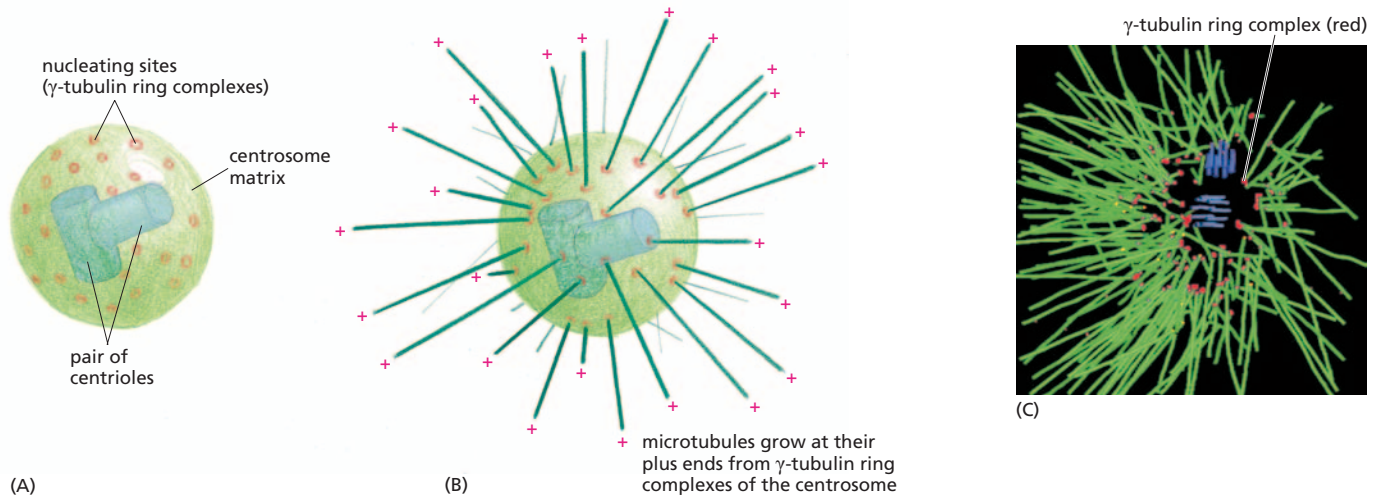 nucleating sites
(γ-tubulin ring complexes)
centrosome
matrix
pair of
centrioles
(A)
+ microtubules grow at their
plus ends from γ-tubulin ring
complexes of the centrosome
(B)
γ-tubulin ring complex (red)
(C)